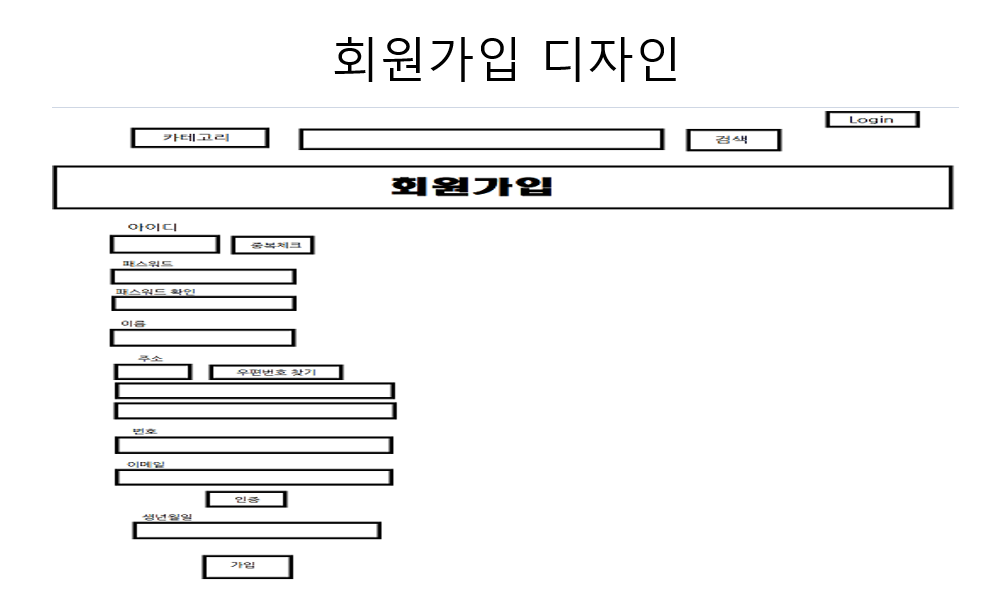 회원가입 디자인
Login
카테고리 검색
회원가입
아이디
중복체크
패스워드
패스워드 확인
이름
주소
우편번호 찾기
번호
이메일
인증
생년월일
가입